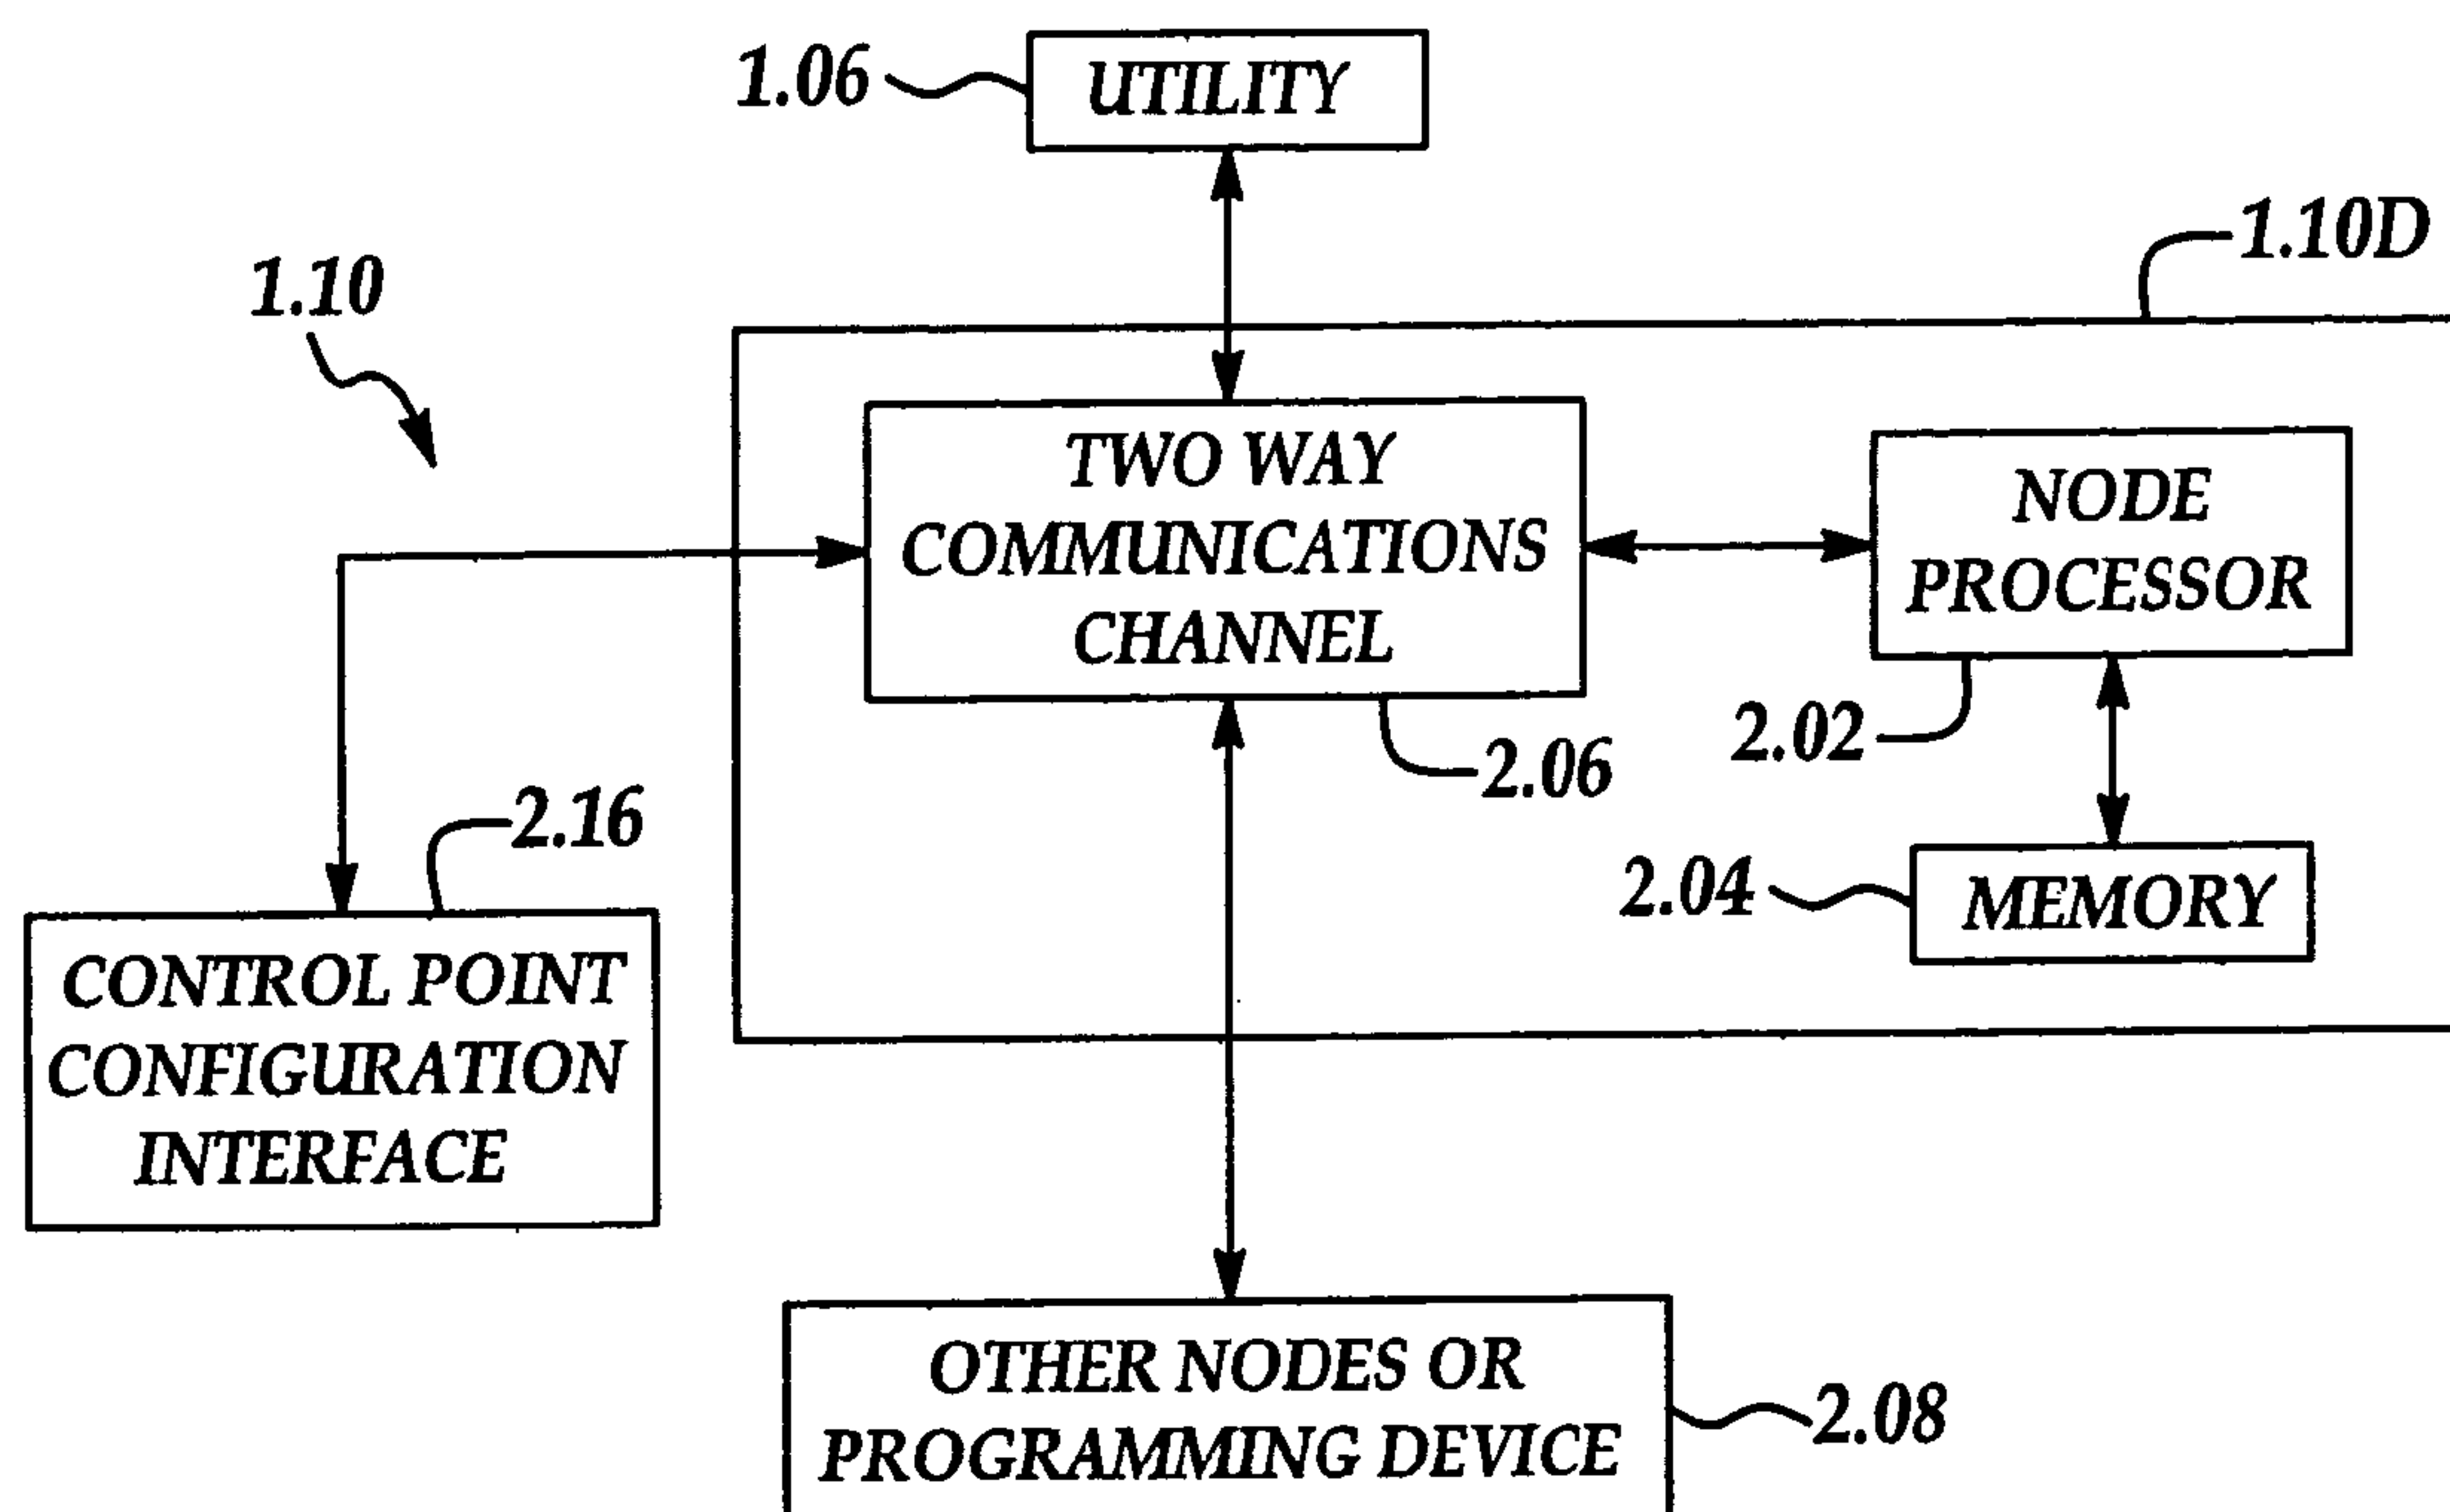 1.06
UTILITY
1.10D
1.10
TWO WAY
COMMUNICATIONS
CHANNEL
NODE
PROCESSOR
2.02
2.06
2.16
2.04
MEMORY
CONTROL POINT
CONFIGURATION
INTERFACE
OTHER NODES OR
PROGRAMMING DEVICE
2.08